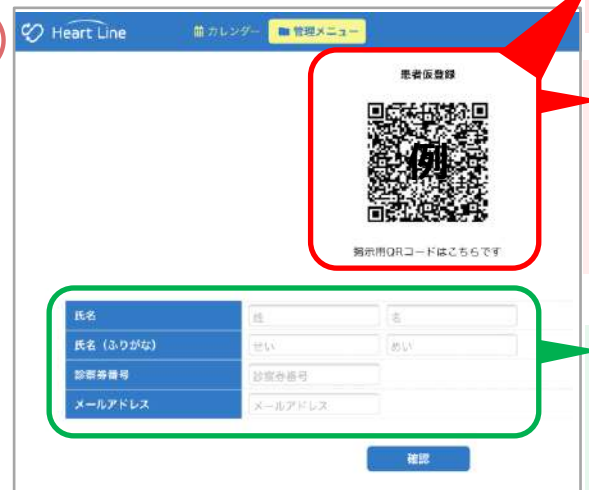 Heart Line
カレンダー
管理メニュー
患者仮登録
例
掲示用QRコードはこちらです
氏名 姓 名
氏名（ふりがな） せい めい
診察券番号 診察券番号
メールアドレス メールアドレス
確認